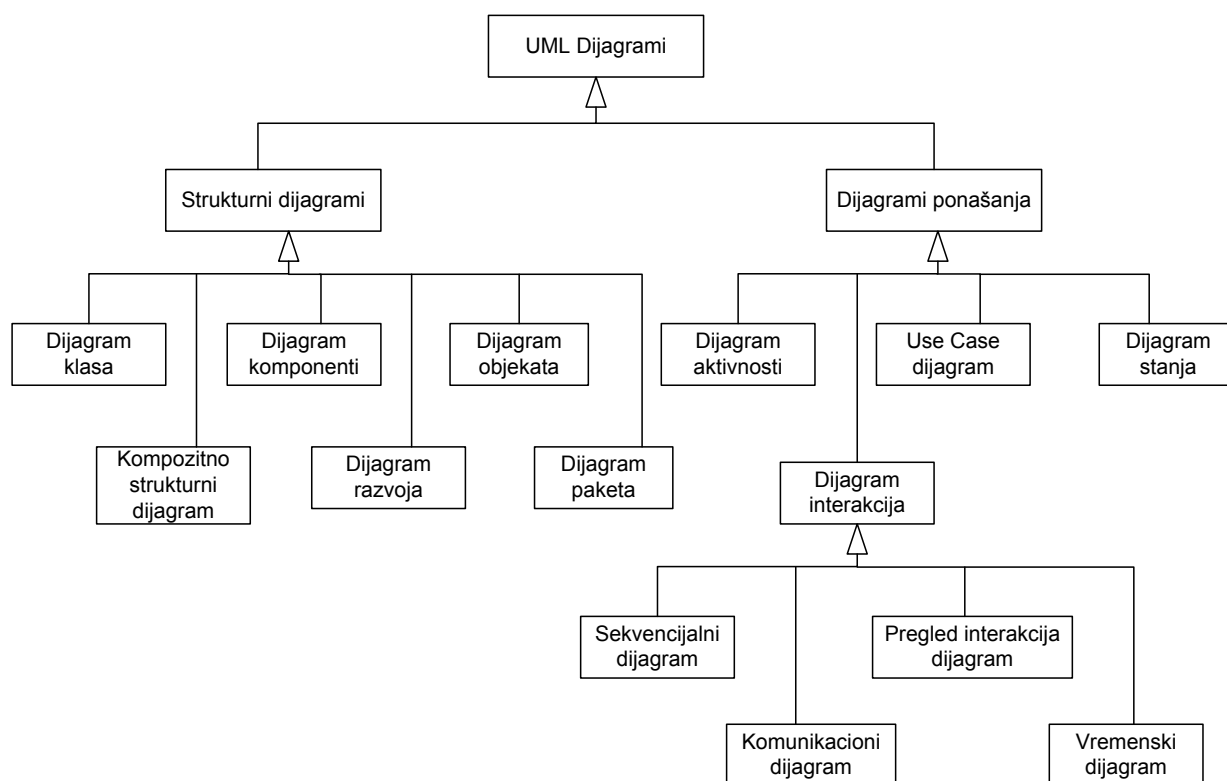 UML Dijagrami
Strukturni dijagrami
Dijagrami ponašanja
Dijagram
klasa
Dijagram
komponenti
Dijagram
objekata
Dijagram
aktivnosti
Use Case
dijagram
Dijagram
stanja
Kompozitno
strukturni
dijagram
Dijagram
razvoja
Dijagram
paketa
Dijagram
interakcija
Sekvencijalni
dijagram
Pregled interakcija
dijagram
Komunikacioni
dijagram
Vremenski
dijagram